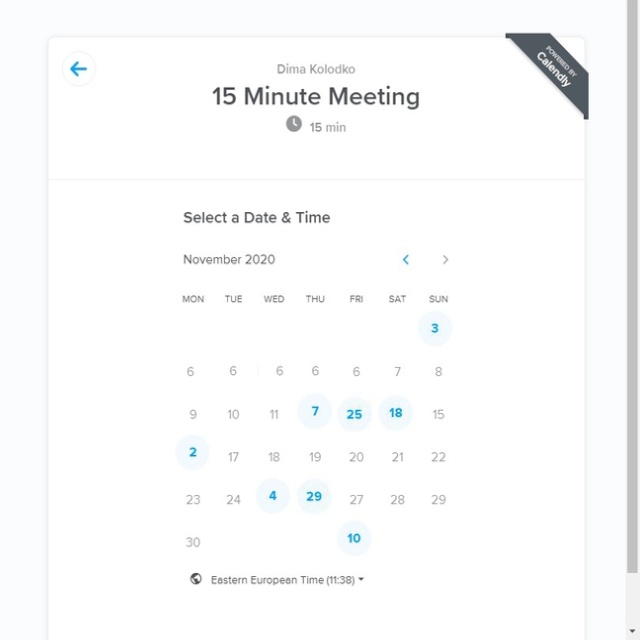 POWERED BY
Calendly
Dima Kolodko
15 Minute Meeting
15 min
Select a Date & Time
November 2020
MON TUE WED THU FRI SAT SUN
3
6 6 6 6 6 7 8
9 10 11 7 25 18 15
2 17 18 19 20 21 22
23 24 4 29 27 28 29
30 10
Eastern European Time (11:38)